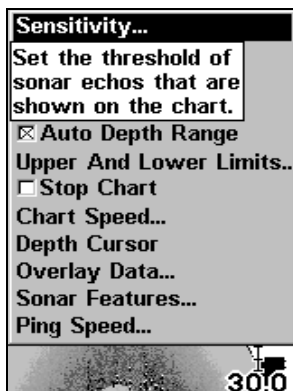 Sensitivity...
Set the threshold of
sonar echos that are
shown on the chart.
Auto Depth Range
Upper And Lower Limits..
Stop Chart
Chart Speed...
Depth Cursor
Overlay Data...
Sonar Features...
Ping Speed...
30.0